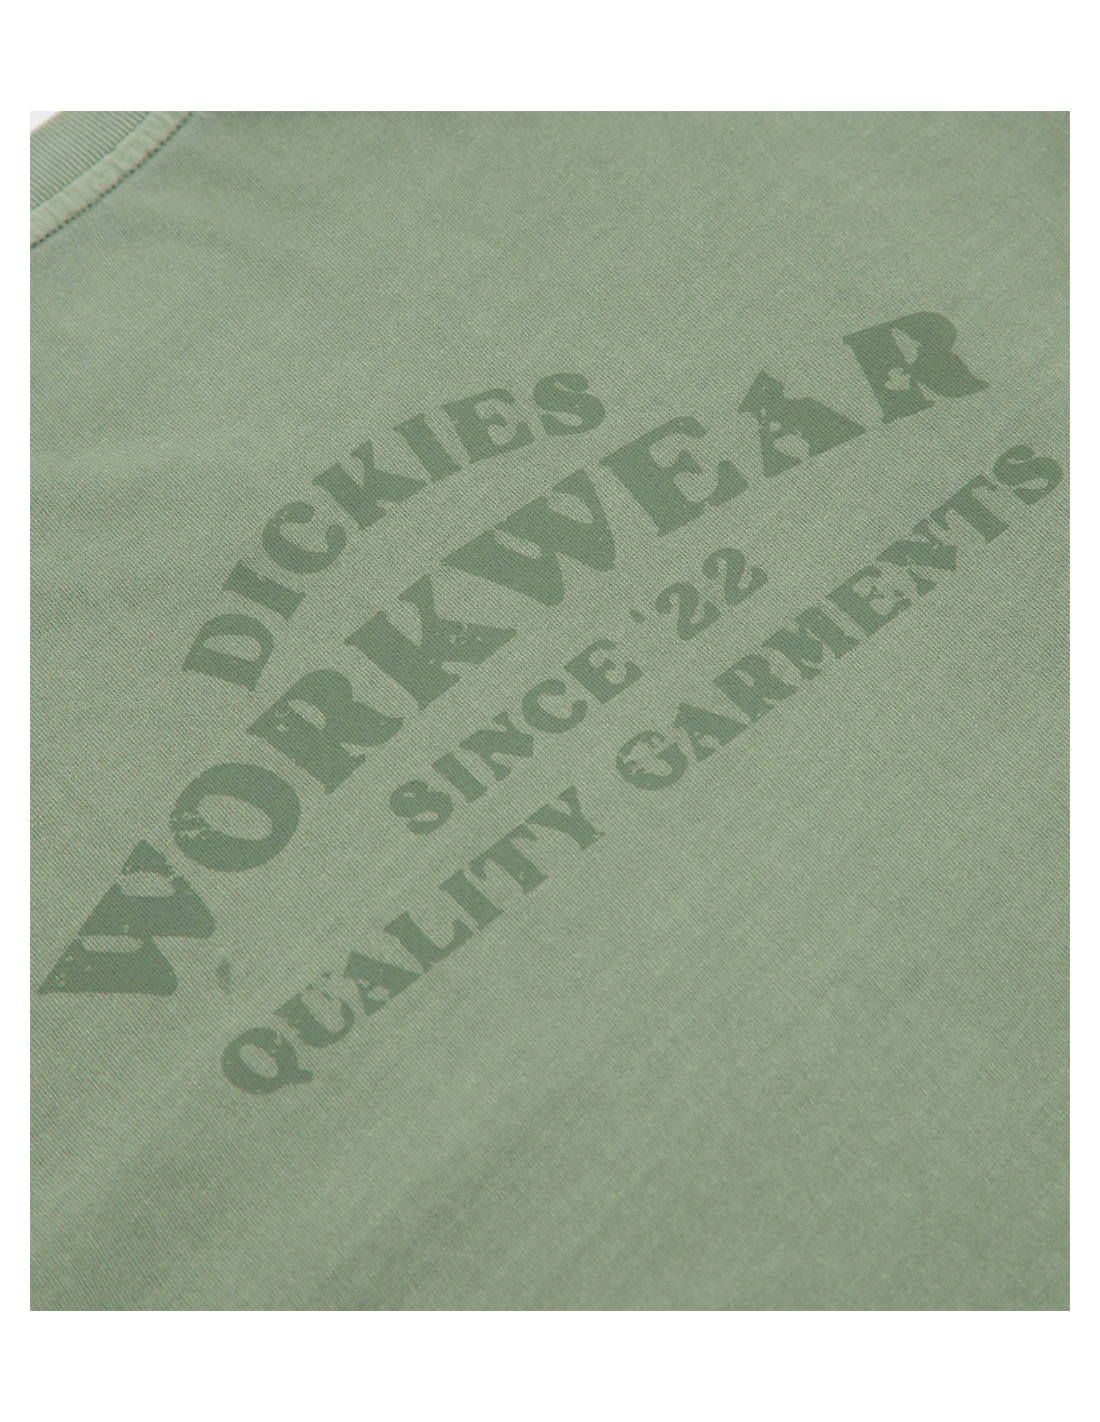 DICKIES
WORKWEAR
SINCE '22
QUALITY GARMENTS